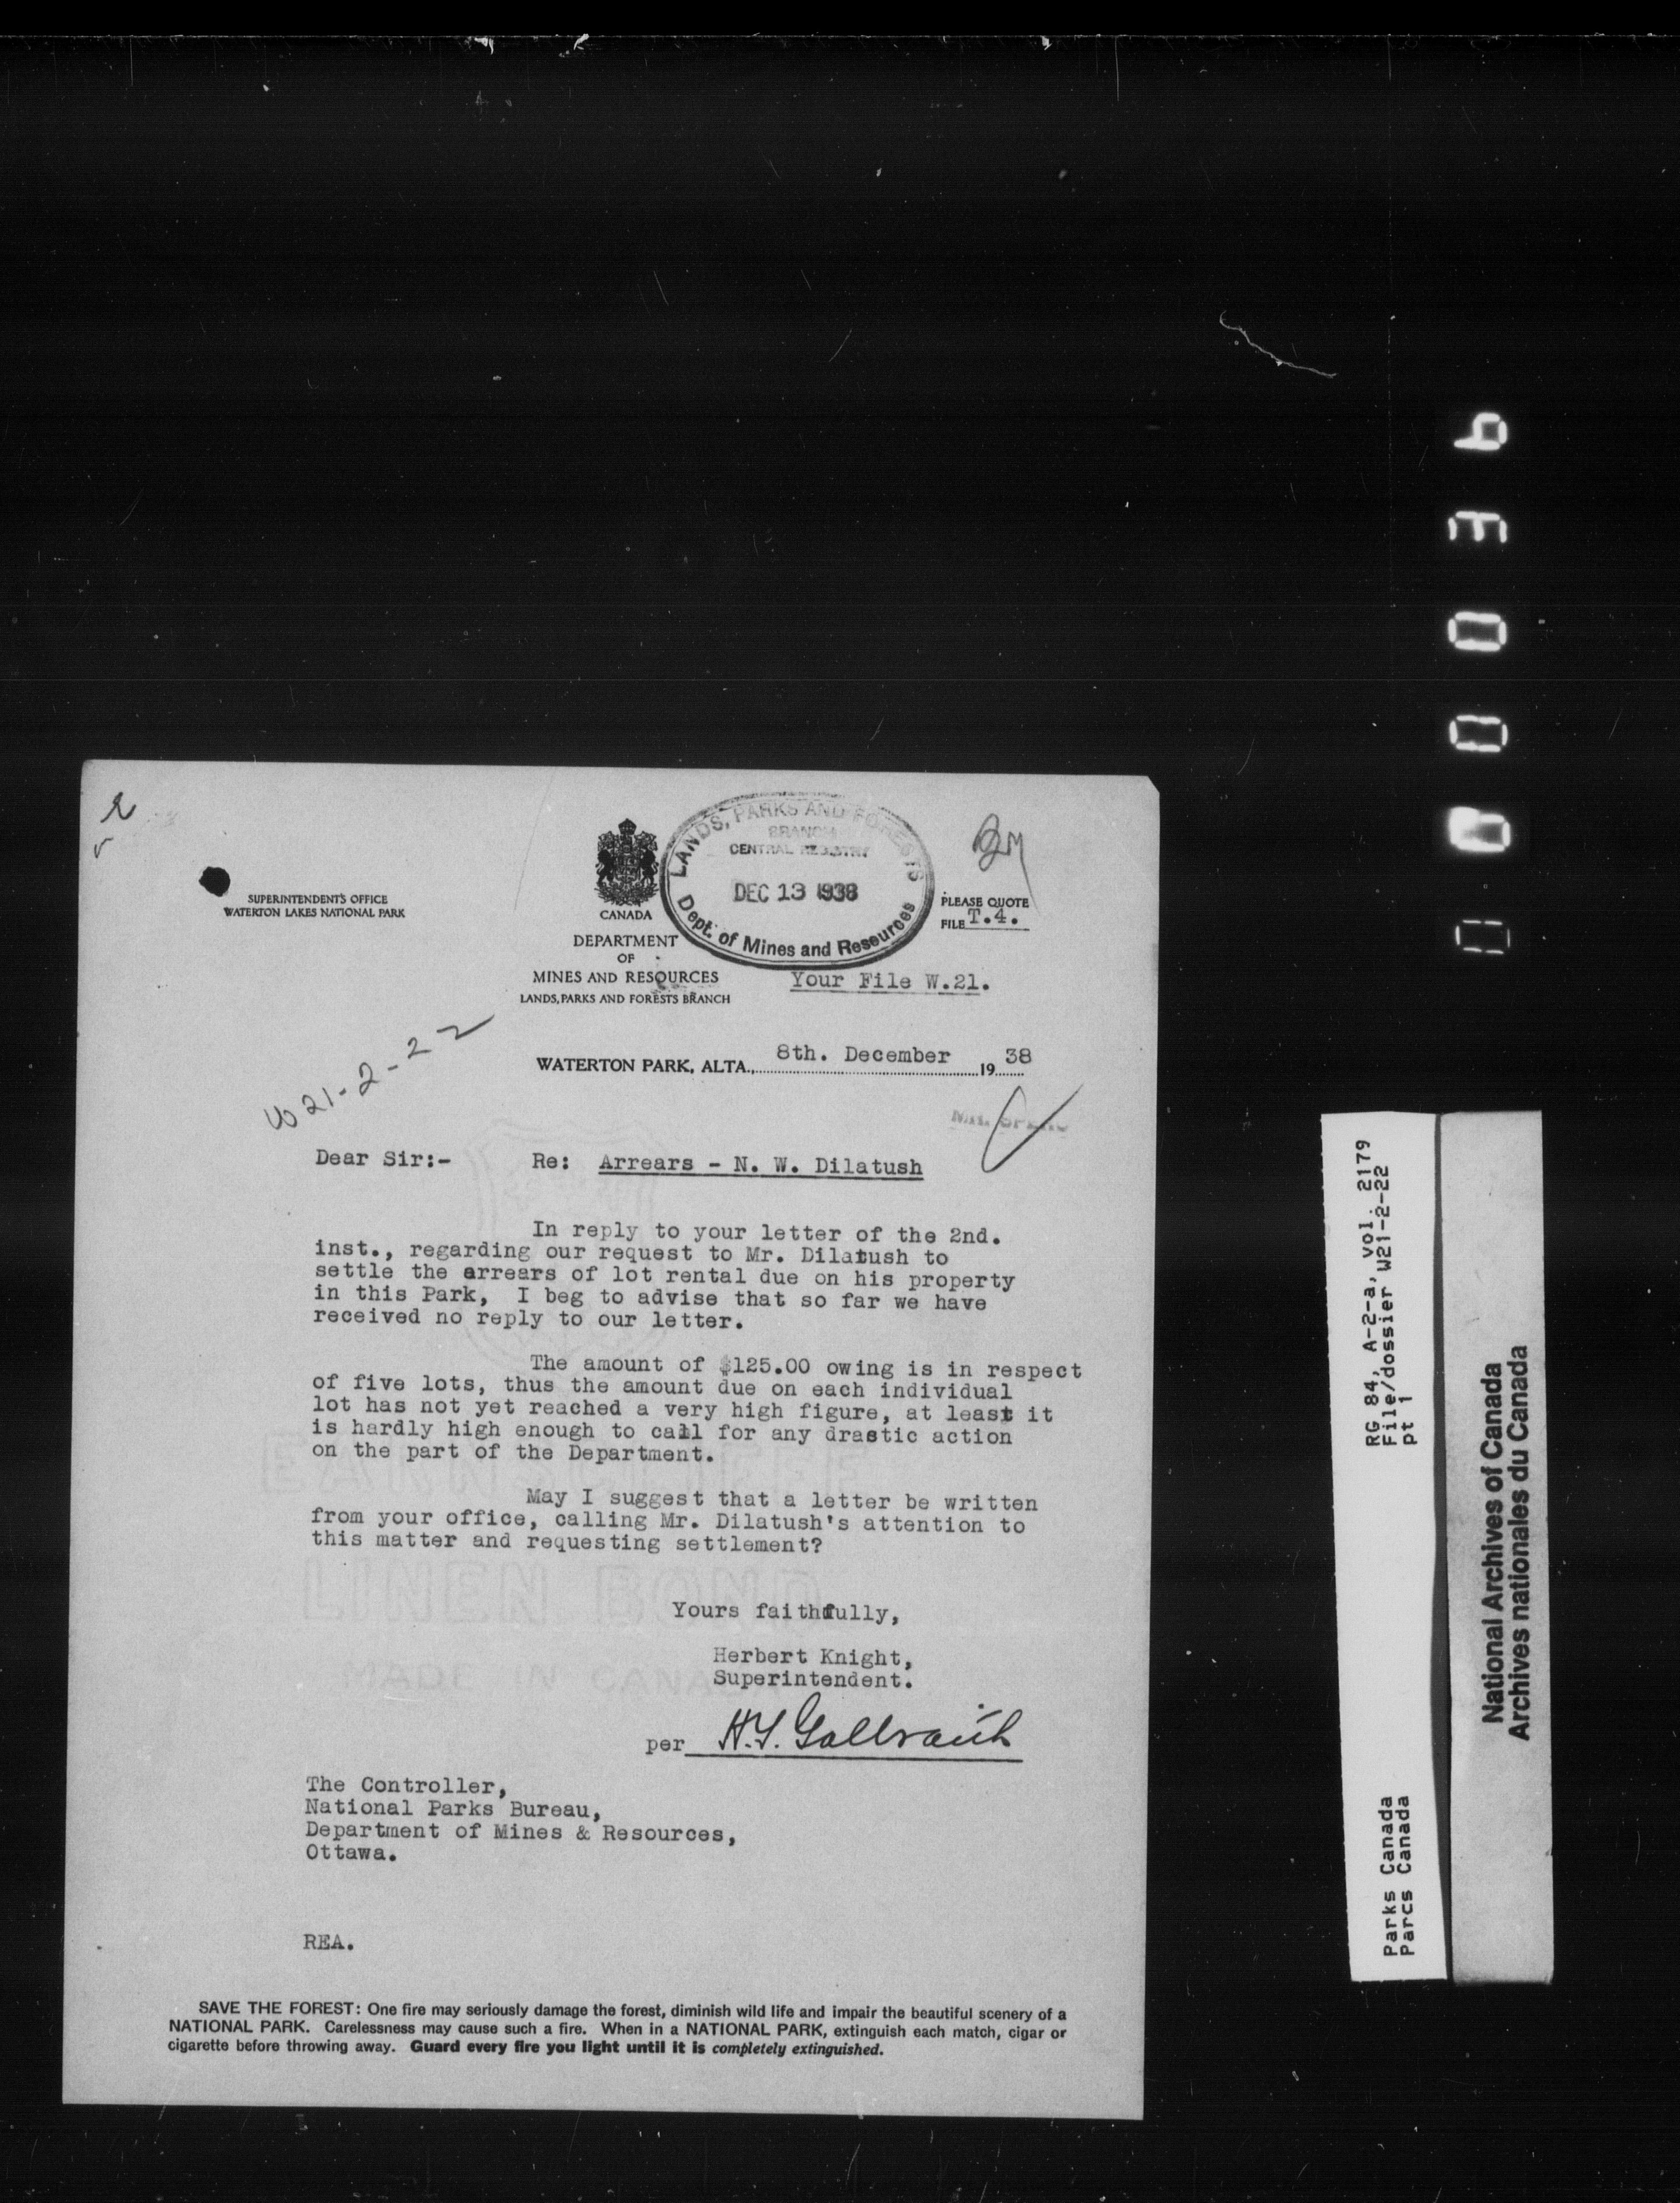 SUPERINTENDENT'S OFFICE
WATERTON LAKES NATIONAL PARK
CANADA
DEPARTMENT
OF
MINES AND RESOURCES
LANDS, PARKS AND FORESTS BRANCH
LANDS, PARKS AND FORESTS
BRANCH
CENTRAL REGISTRY
DEC 13 1938
Dept. of Mines and Resources
PLEASE QUOTE
FILE T.4.
Your File W.21.
W21-2-22
WATERTON PARK, ALTA., 8th. December 1938
Dear Sir:- Re: Arrears - N. W. Dilatush
In reply to your letter of the 2nd.
inst., regarding our request to Mr. Dilatush to
settle the arrears of lot rental due on his property
in this Park, I beg to advise that so far we have
received no reply to our letter.
The amount of $125.00 owing is in respect
of five lots, thus the amount due on each individual
lot has not yet reached a very high figure, at least it
is hardly high enough to call for any drastic action
on the part of the Department.
May I suggest that a letter be written
from your office, calling Mr. Dilatush's attention to
this matter and requesting settlement?
LINEN BOND
MADE IN CANADA
Yours faithfully,
Herbert Knight,
Superintendent.
per H.Y. Galbraith
The Controller,
National Parks Bureau,
Department of Mines & Resources,
Ottawa.
REA.
SAVE THE FOREST: One fire may seriously damage the forest, diminish wild life and impair the beautiful scenery of a
NATIONAL PARK. Carelessness may cause such a fire. When in a NATIONAL PARK, extinguish each match, cigar or
cigarette before throwing away. Guard every fire you light until it is completely extinguished.
RG 84, A-2-a, vol. 2179
File/dossier W21-2-22
pt 1
Parks Canada
Parcs Canada
National Archives of Canada
Archives nationales du Canada